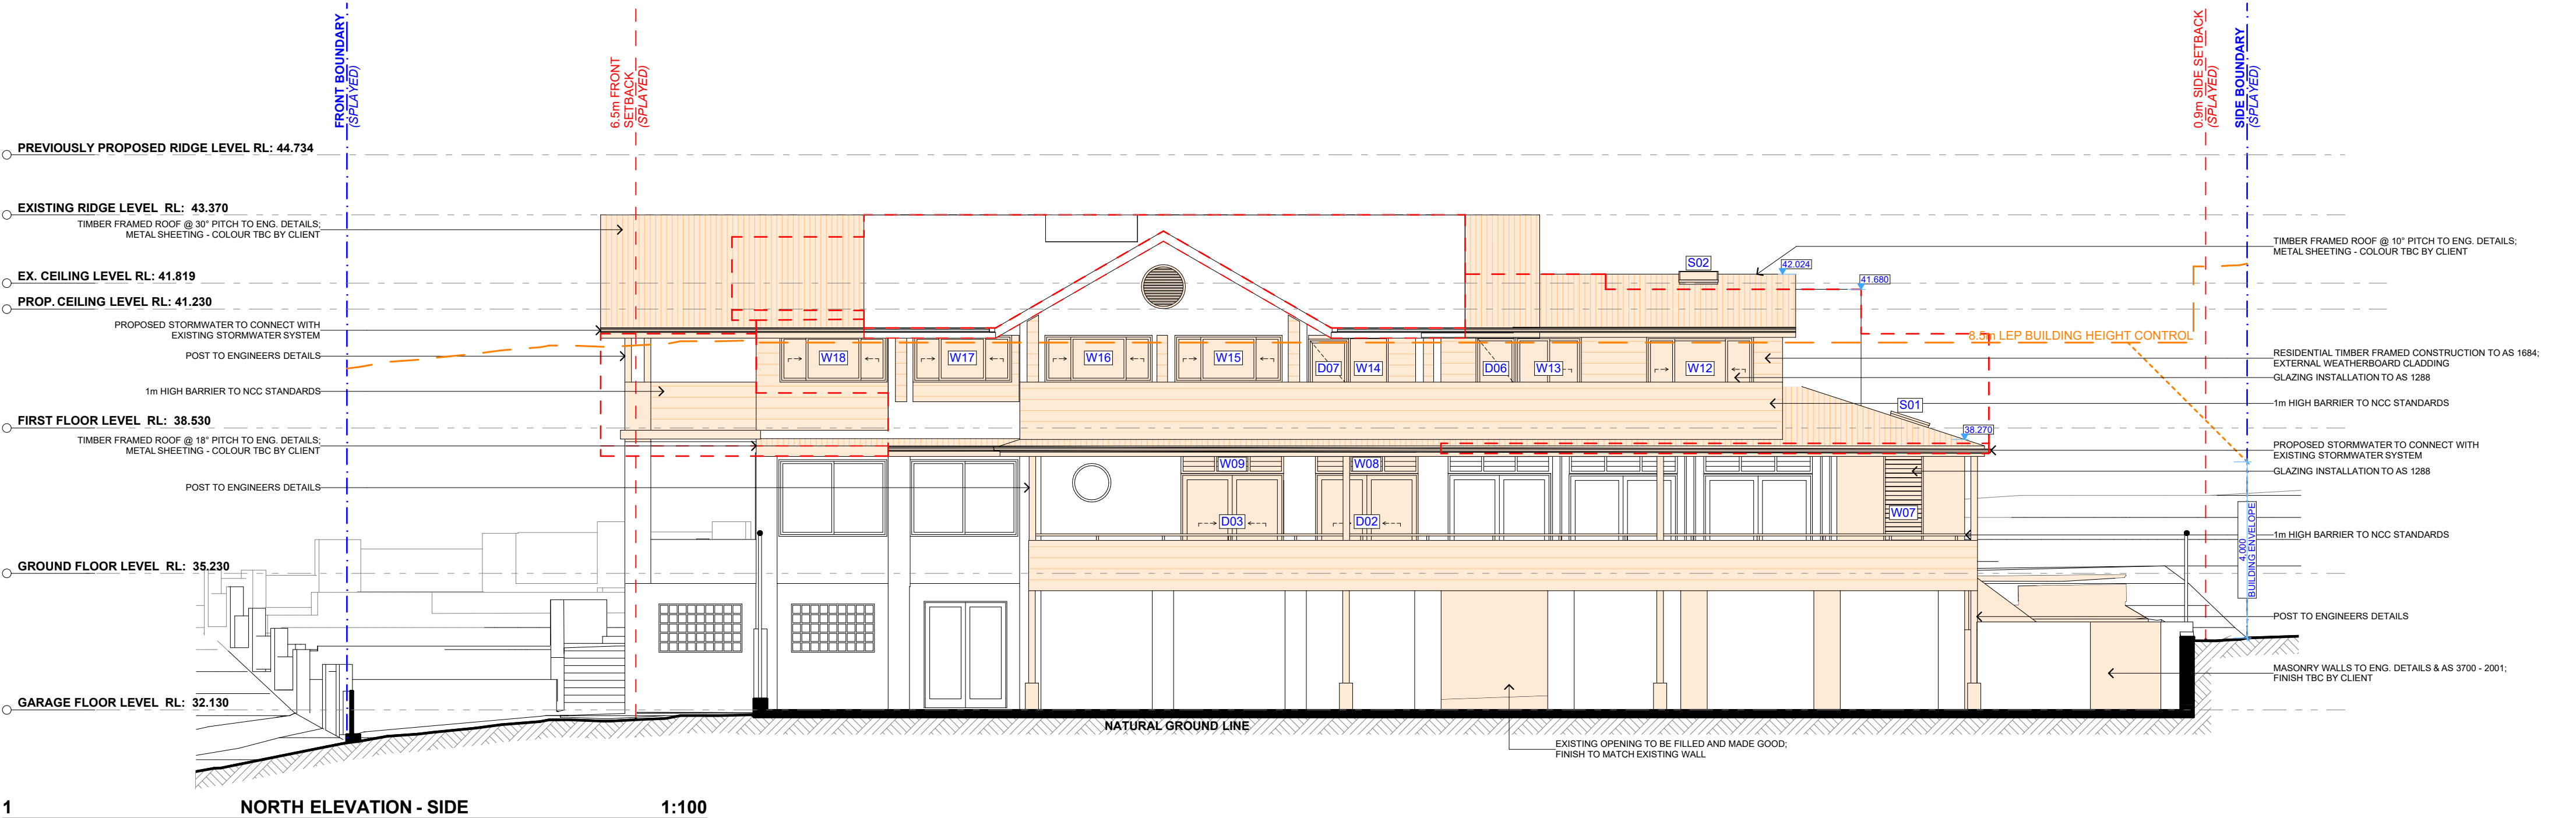 FRONT BOUNDARY
(SPLAYED)
6.5m FRONT
SETBACK
(SPLAYED)
0.9m SIDE SETBACK
(SPLAYED)
SIDE BOUNDARY
(SPLAYED)
PREVIOUSLY PROPOSED RIDGE LEVEL RL: 44.734
EXISTING RIDGE LEVEL RL: 43.370
TIMBER FRAMED ROOF @ 30° PITCH TO ENG. DETAILS;
METAL SHEETING - COLOUR TBC BY CLIENT
EX. CEILING LEVEL RL: 41.819
PROP. CEILING LEVEL RL: 41.230
PROPOSED STORMWATER TO CONNECT WITH
EXISTING STORMWATER SYSTEM
POST TO ENGINEERS DETAILS
1m HIGH BARRIER TO NCC STANDARDS
FIRST FLOOR LEVEL RL: 38.530
TIMBER FRAMED ROOF @ 18° PITCH TO ENG. DETAILS;
METAL SHEETING - COLOUR TBC BY CLIENT
POST TO ENGINEERS DETAILS
GROUND FLOOR LEVEL RL: 35.230
GARAGE FLOOR LEVEL RL: 32.130
S02
42.024
41.680
8.5m LEP BUILDING HEIGHT CONTROL
W18
W17
W16
W15
D07
W14
D06
W13
W12
S01
38.270
W09
W08
D03
D02
W07
4,000
BUILDING ENVELOPE
TIMBER FRAMED ROOF @ 10° PITCH TO ENG. DETAILS;
METAL SHEETING - COLOUR TBC BY CLIENT
RESIDENTIAL TIMBER FRAMED CONSTRUCTION TO AS 1684;
EXTERNAL WEATHERBOARD CLADDING
GLAZING INSTALLATION TO AS 1288
1m HIGH BARRIER TO NCC STANDARDS
PROPOSED STORMWATER TO CONNECT WITH
EXISTING STORMWATER SYSTEM
GLAZING INSTALLATION TO AS 1288
1m HIGH BARRIER TO NCC STANDARDS
POST TO ENGINEERS DETAILS
MASONRY WALLS TO ENG. DETAILS & AS 3700 - 2001;
FINISH TBC BY CLIENT
NATURAL GROUND LINE
EXISTING OPENING TO BE FILLED AND MADE GOOD;
FINISH TO MATCH EXISTING WALL
1 NORTH ELEVATION - SIDE 1:100